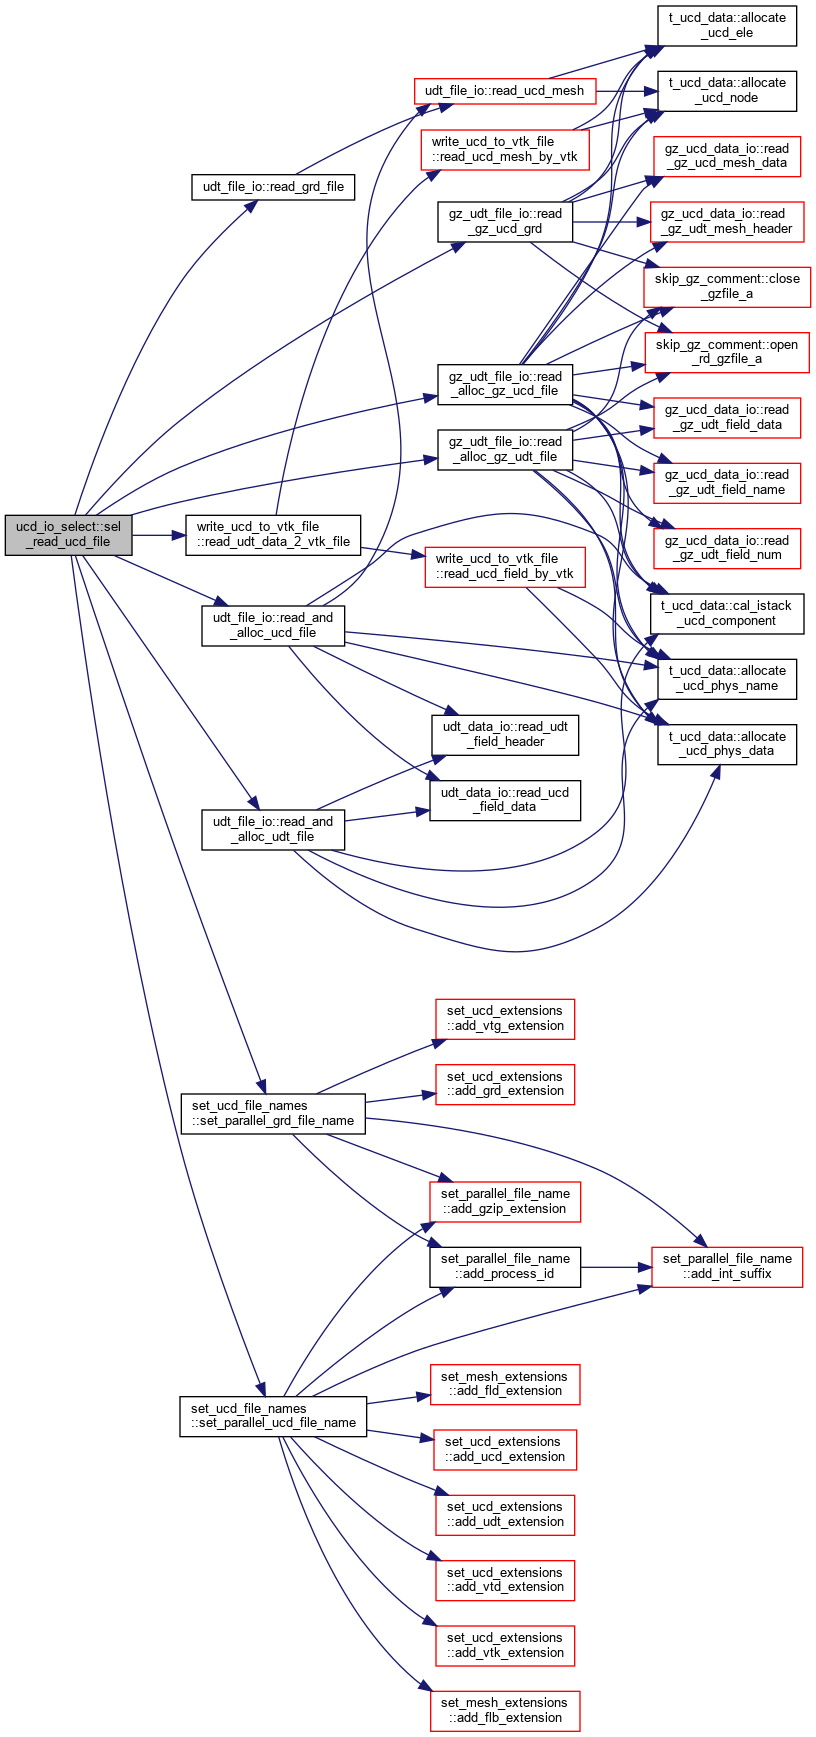 t_ucd_data::allocate
_ucd_ele
t_ucd_data::allocate
_ucd_node
udt_file_io::read_ucd_mesh
write_ucd_to_vtk_file
::read_ucd_mesh_by_vtk
gz_ucd_data_io::read
_gz_ucd_mesh_data
udt_file_io::read_grd_file
gz_udt_file_io::read
_gz_ucd_grd
gz_ucd_data_io::read
_gz_udt_mesh_header
skip_gz_comment::close
_gzfile_a
skip_gz_comment::open
_rd_gzfile_a
gz_udt_file_io::read
_alloc_gz_ucd_file
gz_ucd_data_io::read
_gz_udt_field_data
gz_udt_file_io::read
_alloc_gz_udt_file
gz_ucd_data_io::read
_gz_udt_field_name
ucd_io_select::sel
_read_ucd_file
write_ucd_to_vtk_file
::read_udt_data_2_vtk_file
gz_ucd_data_io::read
_gz_udt_field_num
write_ucd_to_vtk_file
::read_ucd_field_by_vtk
t_ucd_data::cal_istack
_ucd_component
udt_file_io::read_and
_alloc_ucd_file
t_ucd_data::allocate
_ucd_phys_name
udt_data_io::read_udt
_field_header
t_ucd_data::allocate
_ucd_phys_data
udt_data_io::read_ucd
_field_data
udt_file_io::read_and
_alloc_udt_file
set_ucd_extensions
::add_vtg_extension
set_ucd_extensions
::add_grd_extension
set_ucd_file_names
::set_parallel_grd_file_name
set_parallel_file_name
::add_gzip_extension
set_parallel_file_name
::add_process_id
set_parallel_file_name
::add_int_suffix
set_mesh_extensions
::add_fld_extension
set_ucd_file_names
::set_parallel_ucd_file_name
set_ucd_extensions
::add_ucd_extension
set_ucd_extensions
::add_udt_extension
set_ucd_extensions
::add_vtd_extension
set_ucd_extensions
::add_vtk_extension
set_mesh_extensions
::add_flb_extension